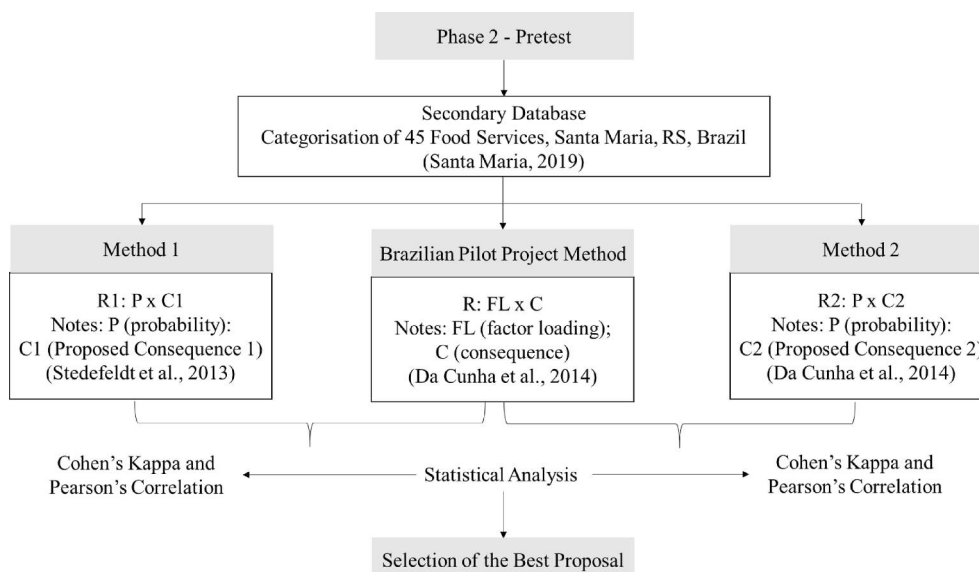 Phase 2 - Pretest
Secondary Database
Categorisation of 45 Food Services, Santa Maria, RS, Brazil
(Santa Maria, 2019)
Method 1
R1: P x C1
Notes: P (probability):
C1 (Proposed Consequence 1)
(Stedefeldt et al., 2013)
Brazilian Pilot Project Method
R: FL x C
Notes: FL (factor loading);
C (consequence)
(Da Cunha et al., 2014)
Method 2
R2: P x C2
Notes: P (probability):
C2 (Proposed Consequence 2)
(Da Cunha et al., 2014)
Cohen's Kappa and
Pearson's Correlation
Statistical Analysis
Cohen's Kappa and
Pearson's Correlation
Selection of the Best Proposal